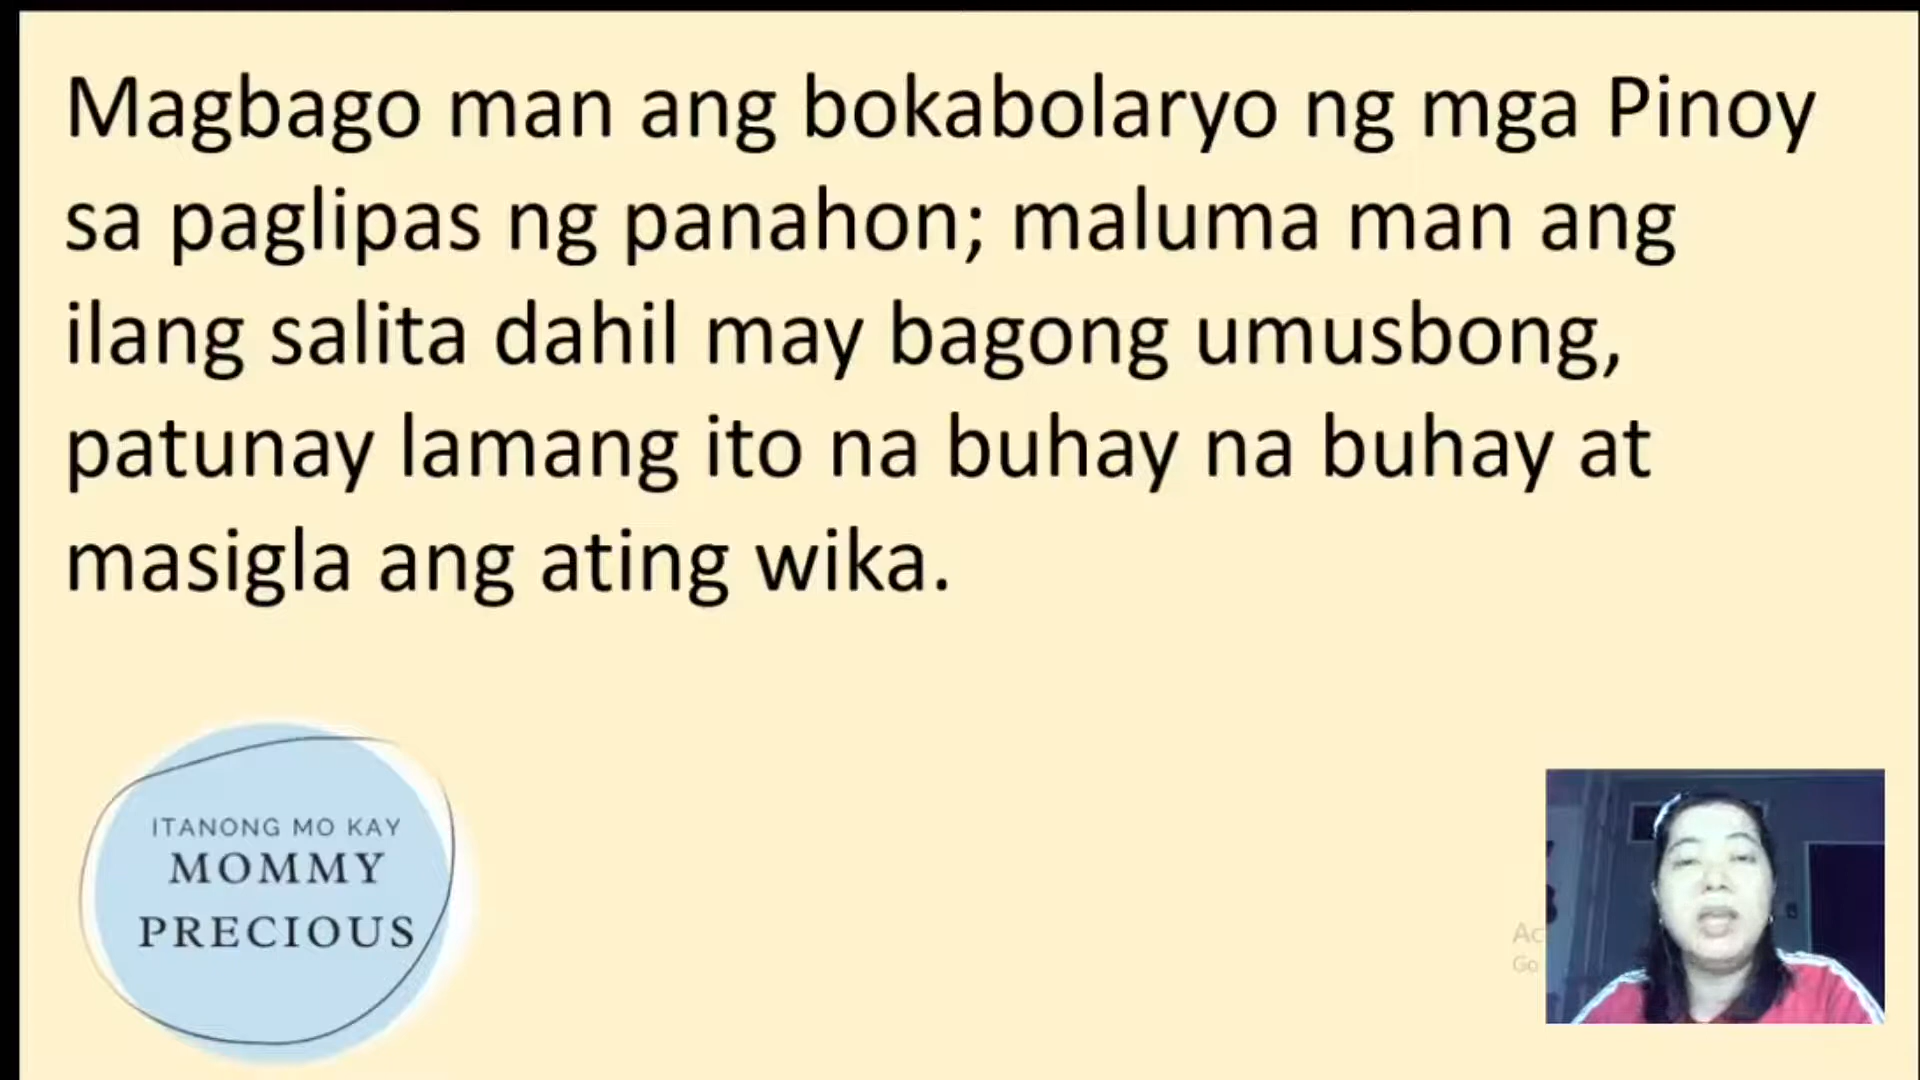 Magbago man ang bokabolaryo ng mga Pinoy
sa paglipas ng panahon; maluma man ang
ilang salita dahil may bagong umusbong,
patunay lamang ito na buhay na buhay at
masigla ang ating wika.
ITANONG MO KAY
MOMMY
PRECIOUS
Go